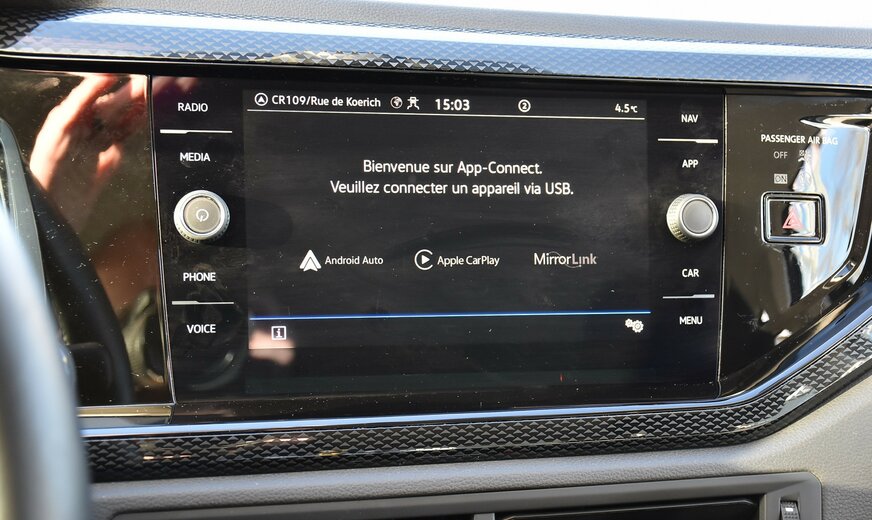 RADIO
MEDIA
PHONE
VOICE
CR109/Rue de Koerich 15:03 2 4.5°C
Bienvenue sur App-Connect.
Veuillez connecter un appareil via USB.
Android Auto Apple CarPlay MirrorLink
i
NAV
APP
CAR
MENU
PASSENGER AIR BAG
OFF
ON